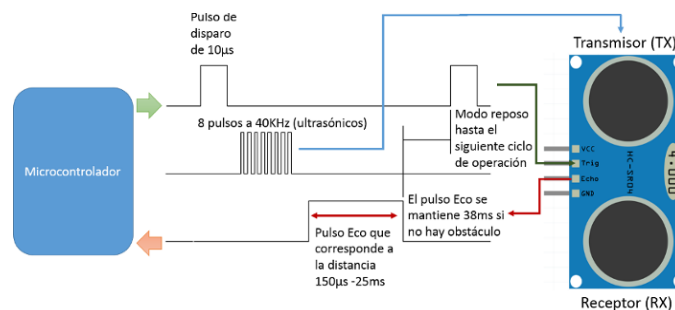 Pulso de
disparo
de 10µs
Transmisor (TX)
8 pulsos a 40KHz (ultrasónicos)
Modo reposo
hasta el
siguiente ciclo
de operación
Microcontrolador
VCC
Trig
Echo
GND
HC-SR04
4.000
El pulso Eco se
mantiene 38ms si
no hay obstáculo
Pulso Eco que
corresponde a
la distancia
150µs -25ms
Receptor (RX)